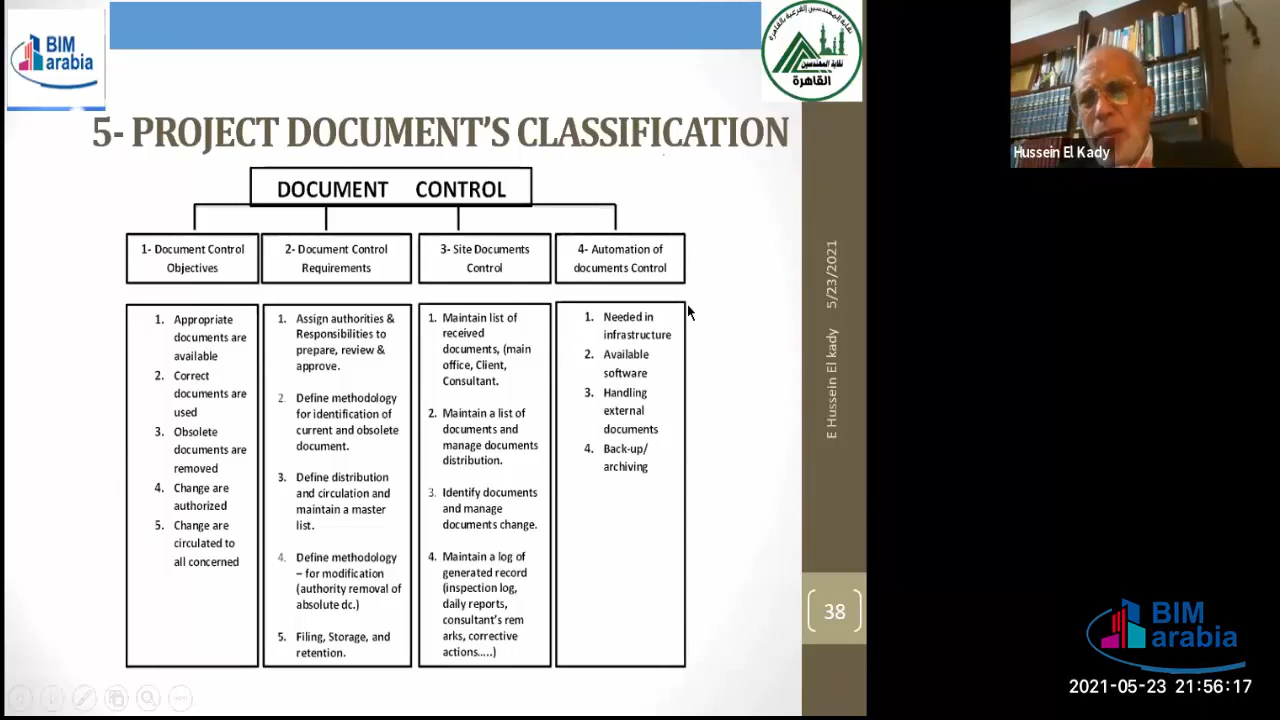 BIM
arabia
نقابة المهندسين الفرعية بالقاهرة
نقابة المهندسين
القاهرة
5- PROJECT DOCUMENT'S CLASSIFICATION
DOCUMENT CONTROL
1- Document Control
Objectives
2- Document Control
Requirements
3- Site Documents
Control
4- Automation of
documents Control
1. Appropriate
documents are
available
2. Correct
documents are
used
3. Obsolete
documents are
removed
4. Change are
authorized
5. Change are
circulated to
all concerned
1. Assign authorities &
Responsibilities to
prepare, review &
approve.
2. Define methodology
for identification of
current and obsolete
document.
3. Define distribution
and circulation and
maintain a master
list.
4. Define methodology
– for modification
(authority removal of
absolute dc.)
5. Filing, Storage, and
retention.
1. Maintain list of
received
documents, (main
office, Client,
Consultant.
2. Maintain a list of
documents and
manage documents
distribution.
3. Identify documents
and manage
documents change.
4. Maintain a log of
generated record
(inspection log,
daily reports,
consultant's rem
arks, corrective
actions.....)
1. Needed in
infrastructure
2. Available
software
3. Handling
external
documents
4. Back-up/
archiving
E Hussein El kady 5/23/2021
38
Hussein El Kady
BIM
arabia
2021-05-23 21:56:17